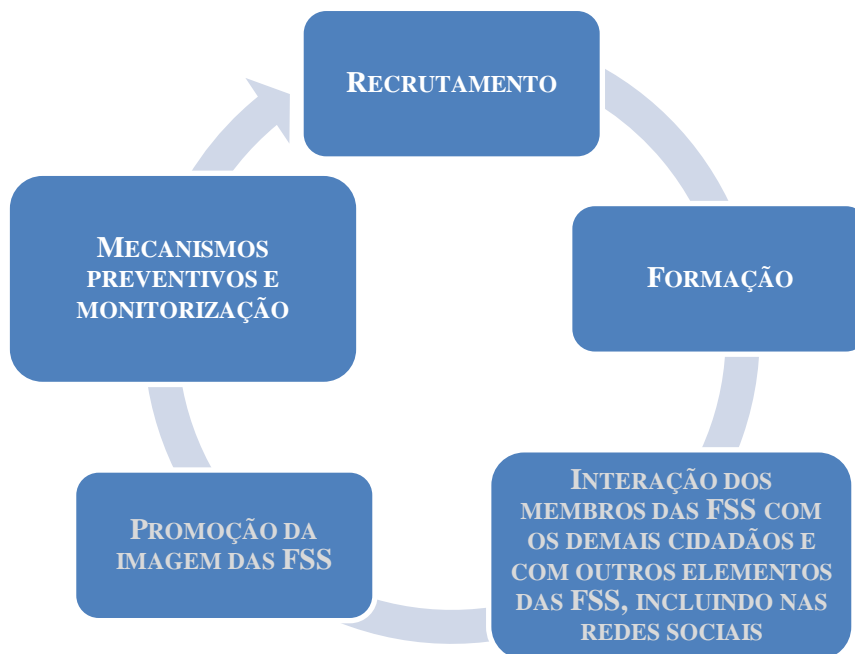 RECRUTAMENTO
FORMAÇÃO
INTERAÇÃO DOS
MEMBROS DAS FSS COM
OS DEMAIS CIDADÃOS E
COM OUTROS ELEMENTOS
DAS FSS, INCLUINDO NAS
REDES SOCIAIS
PROMOÇÃO DA
IMAGEM DAS FSS
MECANISMOS
PREVENTIVOS E
MONITORIZAÇÃO